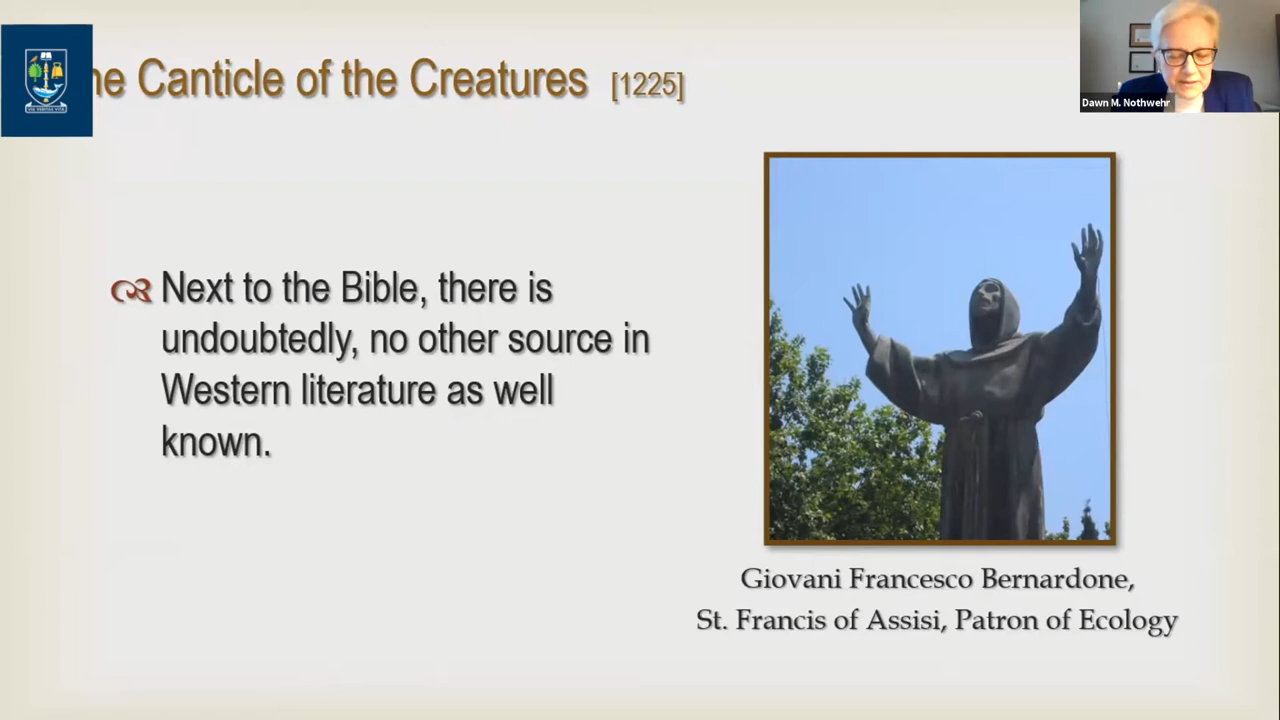 he Canticle of the Creatures [1225]
Dawn M. Nothwehr
Next to the Bible, there is
undoubtedly, no other source in
Western literature as well
known.
Giovani Francesco Bernardone,
St. Francis of Assisi, Patron of Ecology